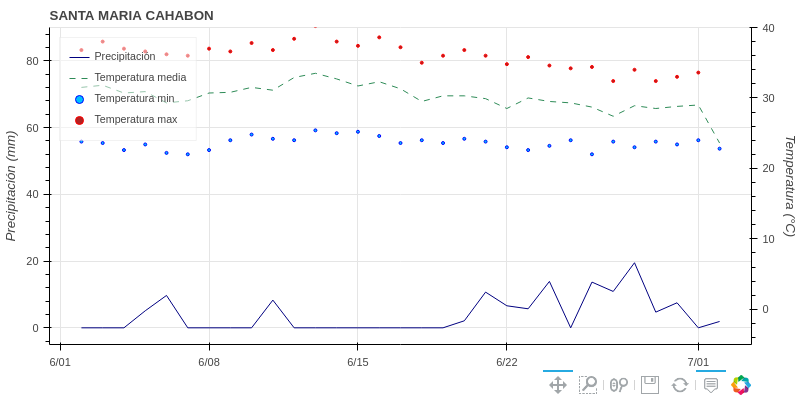 SANTA MARIA CAHABON
Precipitación
Temperatura media
Temperatura min
Temperatura max
Precipitación (mm)
80
60
40
20
0
Temperatura (°C)
40
30
20
10
0
6/01 6/08 6/15 6/22 7/01